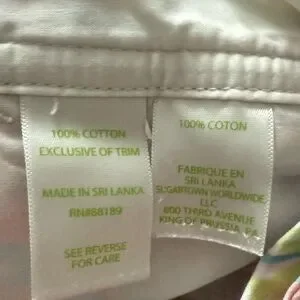 100% COTTON
EXCLUSIVE OF TRIM
MADE IN SRI LANKA
RN#88189
SEE REVERSE
FOR CARE
100% COTON
FABRIQUE EN
SRI LANKA
SUGARTOWN WORLDWIDE
LLC
800 THIRD AVENUE
KING OF PRUSSIA, PA